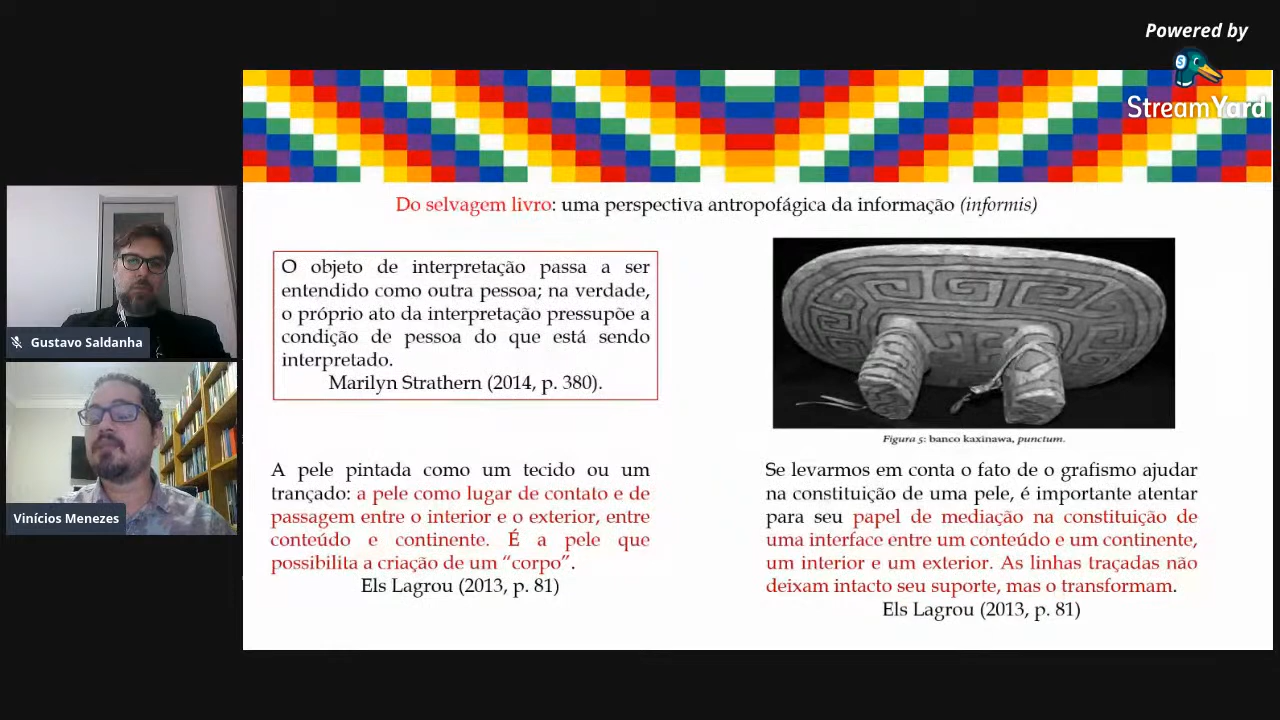 Powered by
StreamYard
Do selvagem livro: uma perspectiva antropofágica da informação (informis)
O objeto de interpretação passa a ser
entendido como outra pessoa; na verdade,
o próprio ato da interpretação pressupõe a
condição de pessoa do que está sendo
interpretado.
Marilyn Strathern (2014, p. 380).
Gustavo Saldanha
Vinícios Menezes
Figura 5: banco kaxinawa, punctum.
A pele pintada como um tecido ou um
trançado: a pele como lugar de contato e de
passagem entre o interior e o exterior, entre
conteúdo e continente. É a pele que
possibilita a criação de um “corpo”.
Els Lagrou (2013, p. 81)
Se levarmos em conta o fato de o grafismo ajudar
na constituição de uma pele, é importante atentar
para seu papel de mediação na constituição de
uma interface entre um conteúdo e um continente,
um interior e um exterior. As linhas traçadas não
deixam intacto seu suporte, mas o transformam.
Els Lagrou (2013, p. 81)